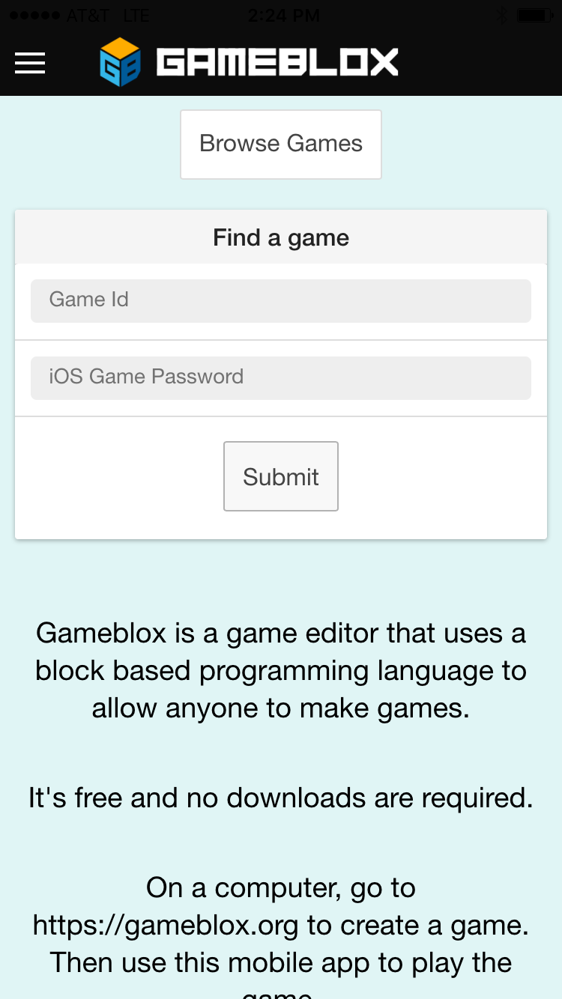 AT&T LTE 2:24 PM
GB GAMEBLOX
Browse Games
Find a game
Game Id
iOS Game Password
Submit
Gameblox is a game editor that uses a
block based programming language to
allow anyone to make games.
It's free and no downloads are required.
On a computer, go to
https://gameblox.org to create a game.
Then use this mobile app to play the
game.